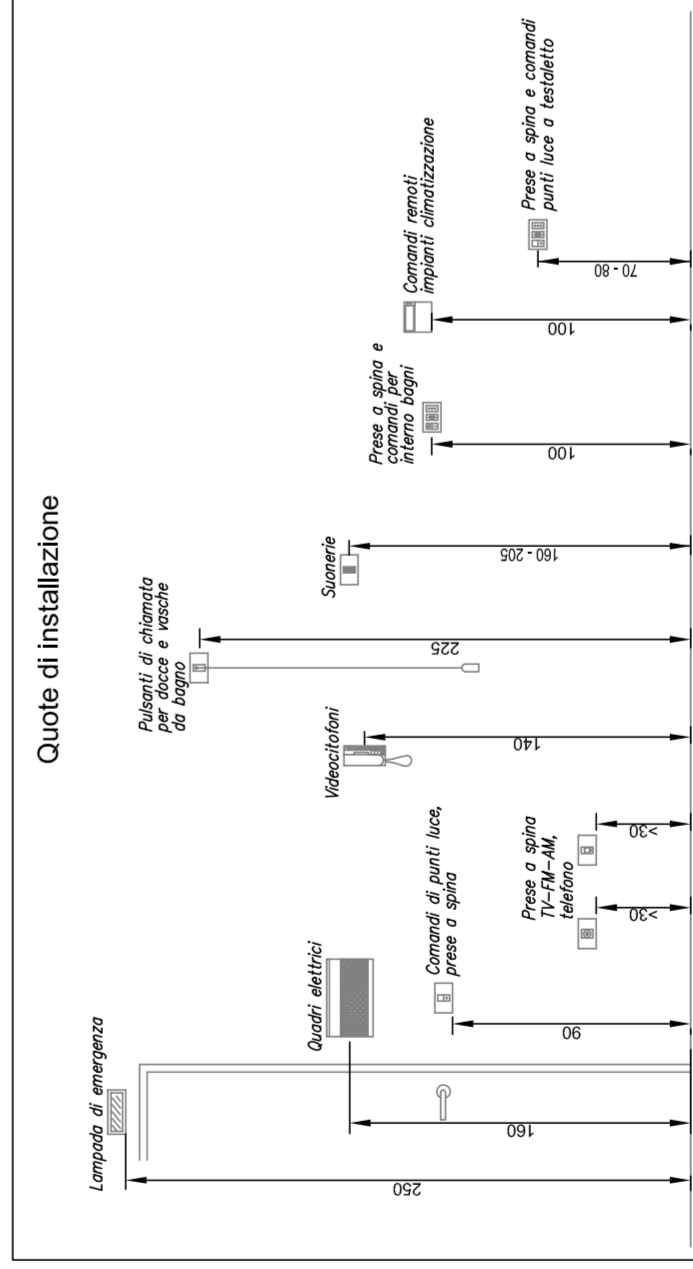 Quote di installazione
Lampada di emergenza
250
160
Quadri elettrici
Comandi di punti luce,
prese a spina
90
Prese a spina
TV-FM-AM,
telefono
>30
>30
Videocitofoni
140
Pulsanti di chiamata
per docce e vasche
da bagno
225
Suonerie
160 - 205
Prese a spina e
comandi per
interno bagni
100
Comandi remoti
impianti climatizzazione
100
Prese a spina e comandi
punti luce a testaletto
70 - 80